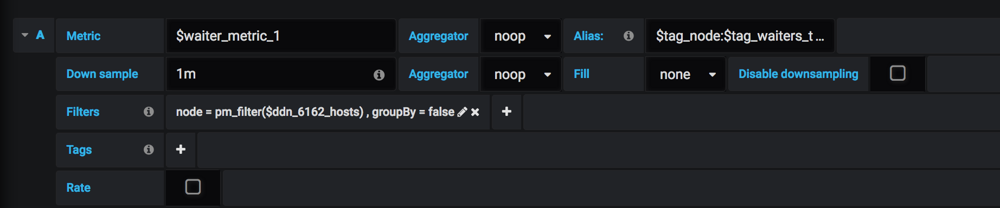 A Metric $waiter_metric_1 Aggregator noop Alias: $tag_node:$tag_waiters_t ...
Down sample 1m Aggregator noop Fill none Disable downsampling
Filters node = pm_filter($ddn_6162_hosts) , groupBy = false +
Tags +
Rate